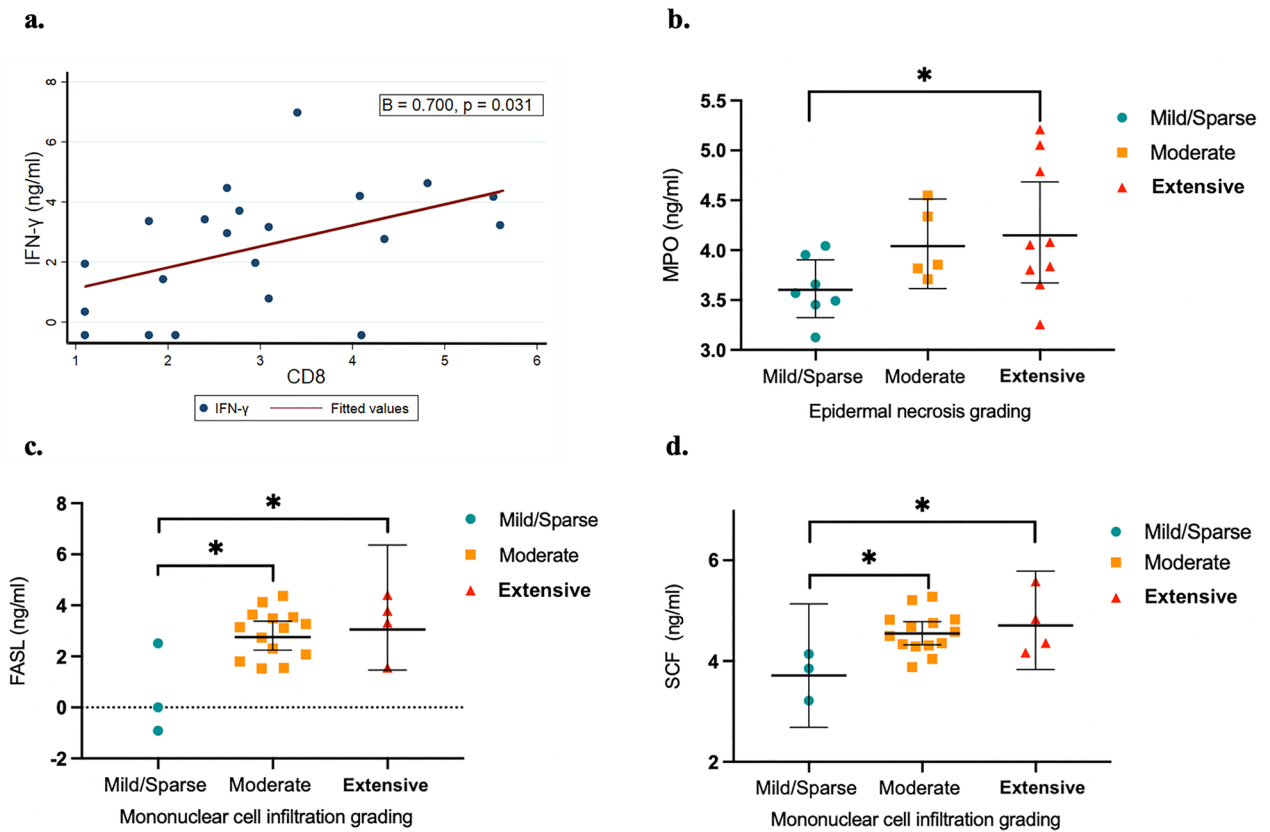 a.
IFN-γ (ng/ml)
8
6
4
2
0
B = 0.700, p = 0.031
1 2 3 4 5 6
CD8
IFN-γ Fitted values
b.
*
MPO (ng/ml)
5.5
5.0
4.5
4.0
3.5
3.0
Mild/Sparse
Moderate
Extensive
Mild/Sparse Moderate Extensive
Epidermal necrosis grading
c.
*
*
FASL (ng/ml)
8
6
4
2
0
-2
Mild/Sparse
Moderate
Extensive
Mild/Sparse Moderate Extensive
Mononuclear cell infiltration grading
d.
*
*
SCF (ng/ml)
6
4
2
Mild/Sparse
Moderate
Extensive
Mild/Sparse Moderate Extensive
Mononuclear cell infiltration grading